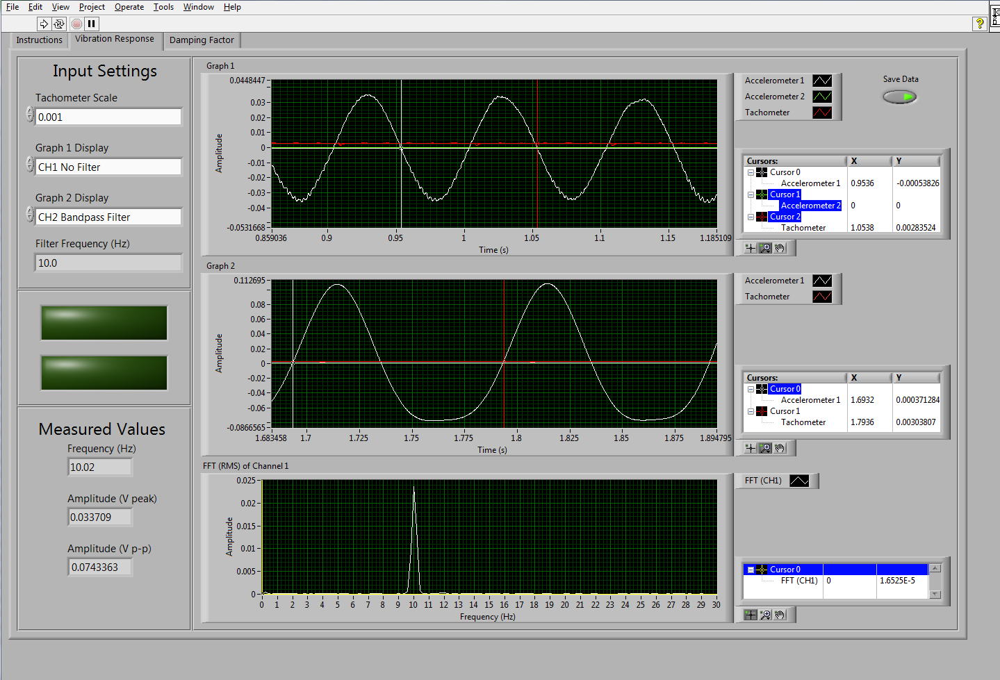 File Edit View Project Operate Tools Window Help
?
Instructions Vibration Response Damping Factor
Input Settings
Tachometer Scale
0.001
Graph 1 Display
CH1 No Filter
Graph 2 Display
CH2 Bandpass Filter
Filter Frequency (Hz)
10.0
Measured Values
Frequency (Hz)
10.02
Amplitude (V peak)
0.033709
Amplitude (V p-p)
0.0743363
Graph 1
0.0448447
0.03
0.02
0.01
0
-0.01
-0.02
-0.03
-0.04
-0.0531668
Amplitude
0.859036 0.9 0.95 1 1.05 1.1 1.15 1.185109
Time (s)
Accelerometer 1
Accelerometer 2
Tachometer
Save Data
Cursors: X Y
Cursor 0
Accelerometer 1 0.9536 -0.00053826
Cursor 1
Accelerometer 2 0 0
Cursor 2
Tachometer 1.0538 0.00283524
Graph 2
0.112695
0.08
0.06
0.04
0.02
0
-0.02
-0.04
-0.06
-0.0866565
Amplitude
1.683458 1.7 1.725 1.75 1.775 1.8 1.825 1.85 1.875 1.894795
Time (s)
Accelerometer 1
Tachometer
Cursors: X Y
Cursor 0
Accelerometer 1 1.6932 0.000371284
Cursor 1
Tachometer 1.7936 0.00303807
FFT (RMS) of Channel 1
0.025
0.02
0.015
0.01
0.005
0
Amplitude
0 1 2 3 4 5 6 7 8 9 10 11 12 13 14 15 16 17 18 19 20 21 22 23 24 25 26 27 28 29 30
Frequency (Hz)
FFT (CH1)
Cursor 0
FFT (CH1) 0 1.6525E-5